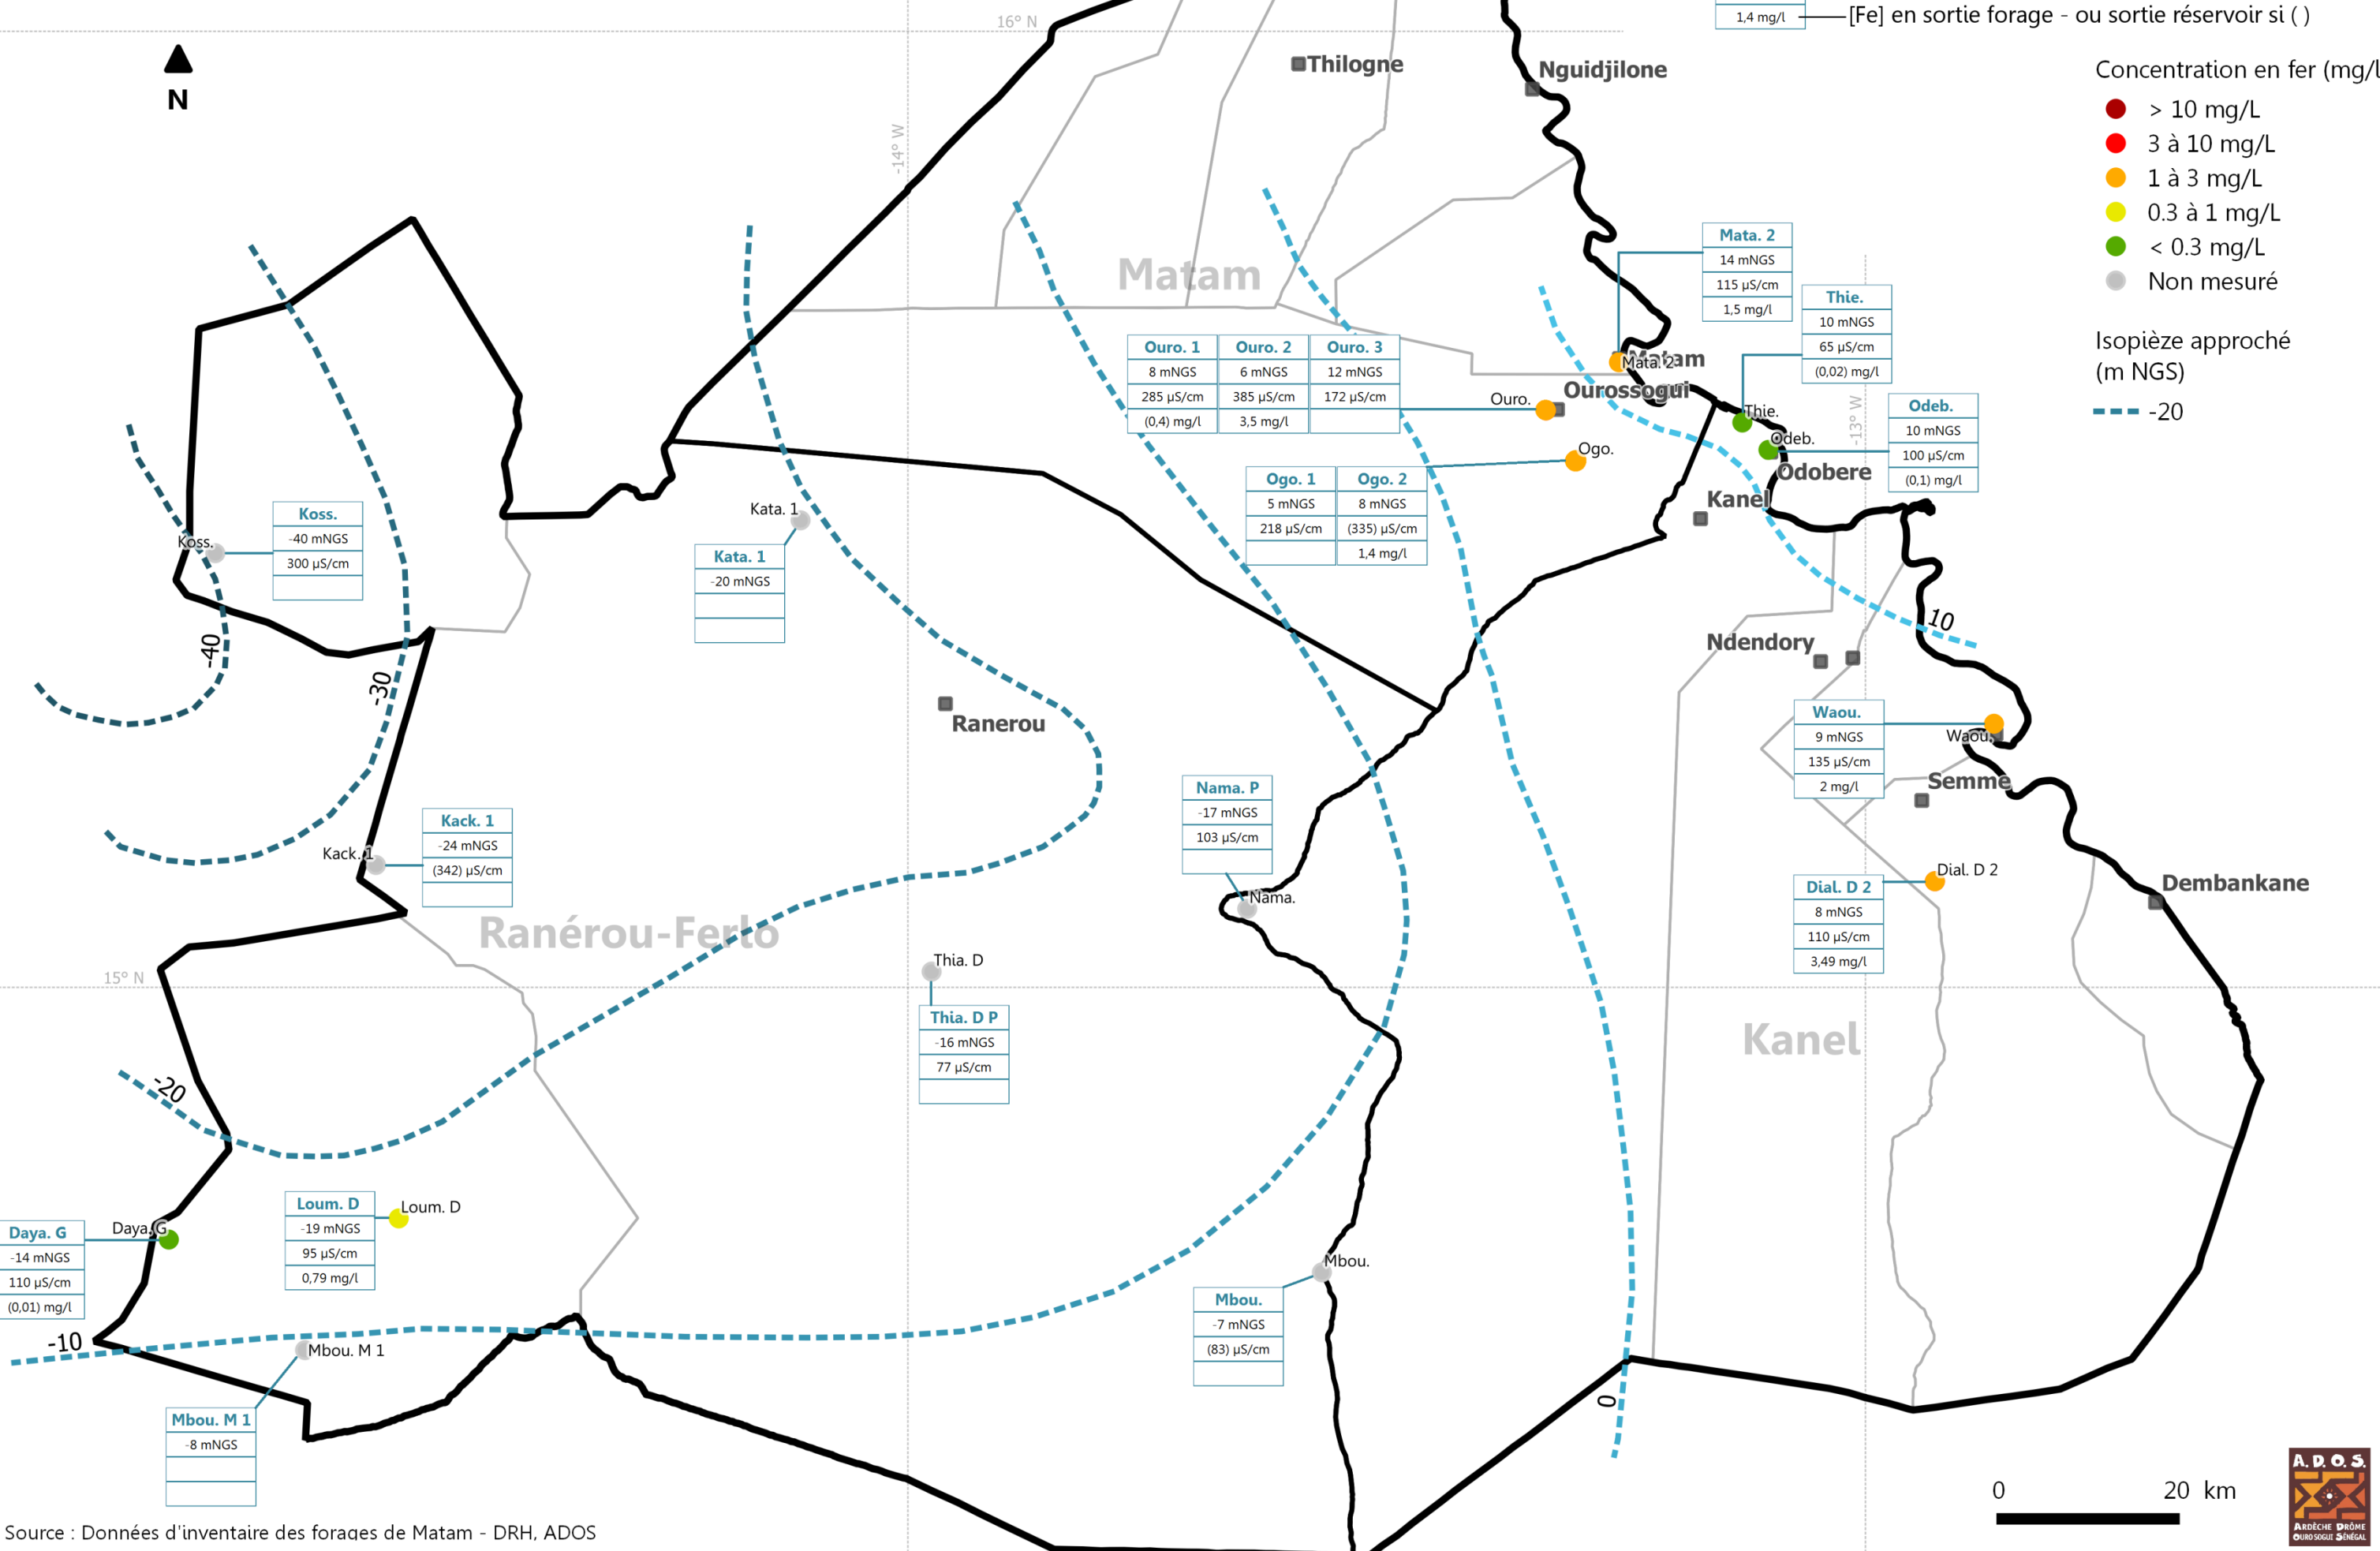 16° N
1,4 mg/l
[Fe] en sortie forage - ou sortie réservoir si ( )
N
-14° W
Thilogne
Nguidjilone
Concentration en fer (mg/
> 10 mg/L
3 à 10 mg/L
1 à 3 mg/L
0.3 à 1 mg/L
< 0.3 mg/L
Non mesuré
Isopièze approché
(m NGS)
-20
Matam
Mata. 2
14 mNGS
115 µS/cm
1,5 mg/l
Thie.
10 mNGS
65 µS/cm
(0,02) mg/l
Ouro. 1
8 mNGS
285 µS/cm
(0,4) mg/l
Ouro. 2
6 mNGS
385 µS/cm
3,5 mg/l
Ouro. 3
12 mNGS
172 µS/cm
Matam
Mata. 2
Ourossogui
Ouro.
Thie.
-13° W
Odeb.
10 mNGS
100 µS/cm
(0,1) mg/l
Odeb.
Odobere
Ogo.
Ogo. 1
5 mNGS
218 µS/cm
Ogo. 2
8 mNGS
(335) µS/cm
1,4 mg/l
Kanel
Koss.
Koss.
-40 mNGS
300 µS/cm
Kata. 1
Kata. 1
-20 mNGS
-40
-30
10
Ndendory
Ranerou
Waou.
9 mNGS
135 µS/cm
2 mg/l
Waou.
Semme
Nama. P
-17 mNGS
103 µS/cm
Nama.
Kack. 1
Kack. 1
-24 mNGS
(342) µS/cm
Dial. D 2
Dial. D 2
8 mNGS
110 µS/cm
3,49 mg/l
Dembankane
Ranérou-Ferlo
15° N
Thia. D
Thia. D P
-16 mNGS
77 µS/cm
Kanel
-20
Loum. D
Loum. D
-19 mNGS
95 µS/cm
0,79 mg/l
Daya. G
Daya. G
-14 mNGS
110 µS/cm
(0,01) mg/l
-10
Mbou.
Mbou.
-7 mNGS
(83) µS/cm
Mbou. M 1
Mbou. M 1
-8 mNGS
0
0 20 km
A.D.O.S.
ARDÈCHE DRÔME
OUROSOGUI SÉNÉGAL
Source : Données d'inventaire des forages de Matam - DRH, ADOS